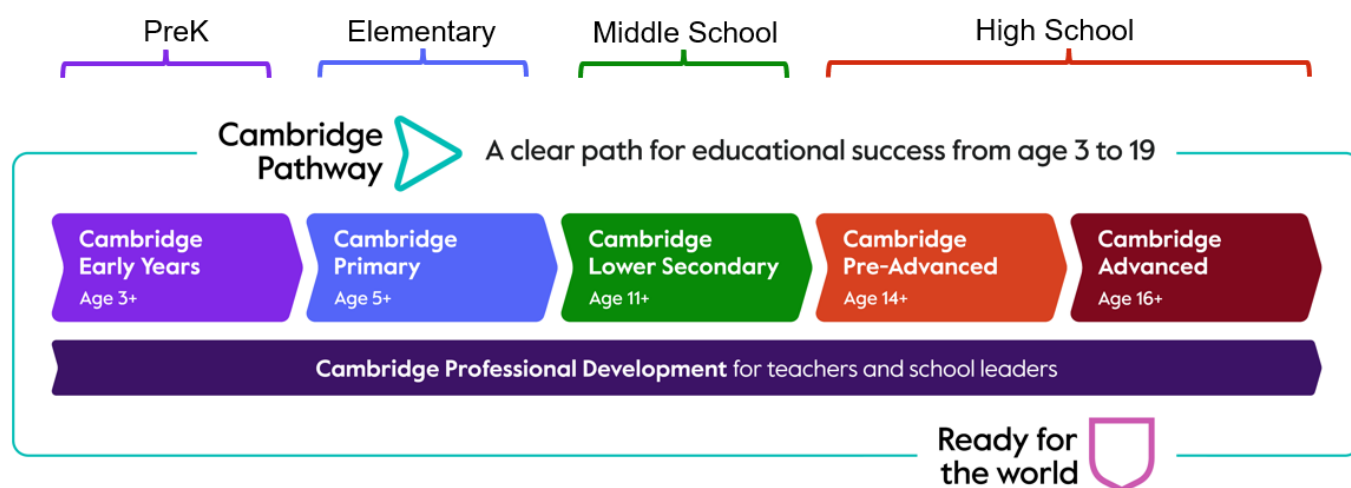 PreK
Elementary
Middle School
High School
Cambridge
Pathway
A clear path for educational success from age 3 to 19
Cambridge
Early Years
Age 3+
Cambridge
Primary
Age 5+
Cambridge
Lower Secondary
Age 11+
Cambridge
Pre-Advanced
Age 14+
Cambridge
Advanced
Age 16+
Cambridge Professional Development for teachers and school leaders
Ready for
the world